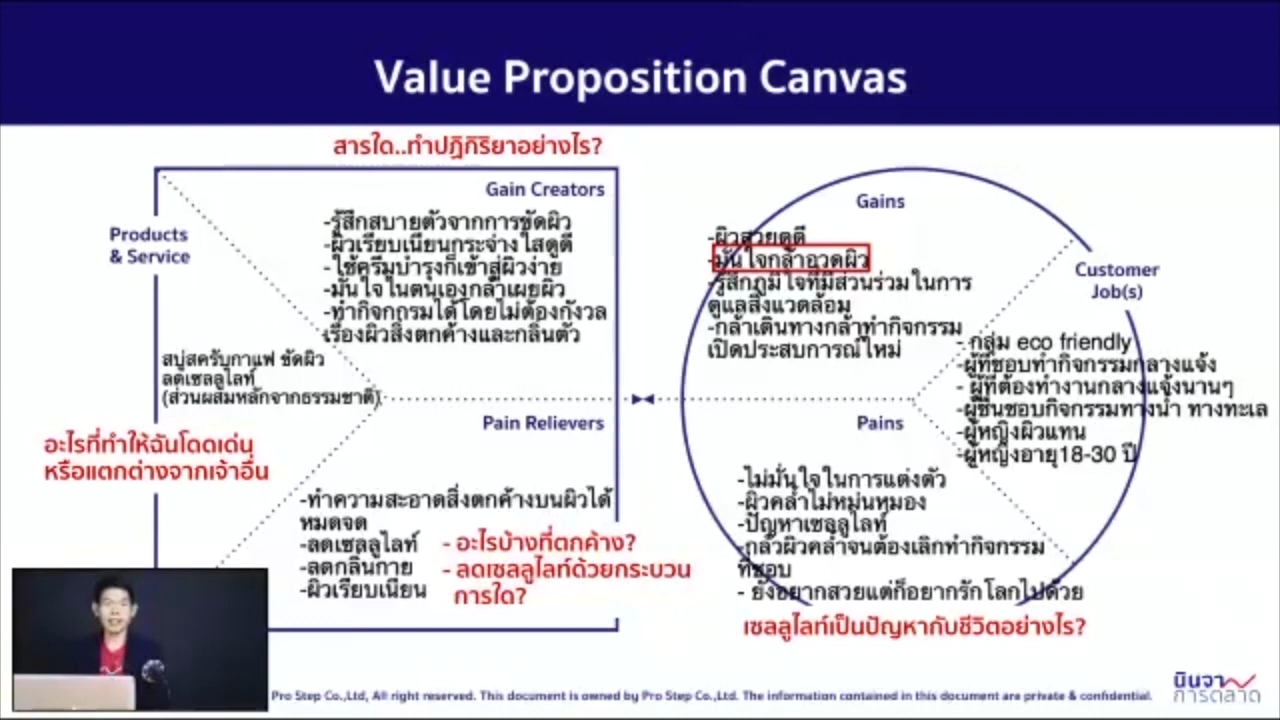 Value Proposition Canvas
สารใด..ทำปฏิกิริยาอย่างไร?
Gain Creators
-รู้สึกสบายตัวจากการขัดผิว
-ผิวเรียบเนียนกระจ่างใสดูดี
- ใช้ครีมบำรุงก็เข้าสู่ผิวง่าย
-มั่นใจในตนเองกล้าเผยผิว
-ทำกิจกกรมได้โดยไม่ต้องกังวล
เรื่องผิวสิ่งตกค้างและกลิ่นตัว
Products
& Service
สบู่สครับกาแฟ ขัดผิว
ลดเซลลูไลท์
(ส่วนผสมหลักจากธรรมชาติ)
อะไรที่ทำให้ฉันโดดเด่น
หรือแตกต่างจากเจ้าอื่น
Pain Relievers
-ทำความสะอาดสิ่งตกค้างบนผิวได้
หมดจด
-ลดเซลลูไลท์
-ลดกลิ่นกาย
-ผิวเรียบเนียน
- อะไรบ้างที่ตกค้าง?
- ลดเซลลูไลท์ด้วยกระบวน
การใด?
Gains
-ผิวสวยดูดี
-มั่นใจกล้าอวดผิว
-รู้สึกภูมิใจที่มีส่วนร่วมในการ
ดูแลสิ่งแวดล้อม
-กล้าเดินทางกล้าทำกิจกรรม
เปิดประสบการณ์ใหม่
Customer
Job(s)
- กลุ่ม eco friendly
-ผู้ที่ชอบทำกิจกรรมกลางแจ้ง
- ผู้ที่ต้องทำงานกลางแจ้งนานๆ
-ผู้ชื่นชอบกิจกรรมทางน้ำ ทางทะเล
-ผู้หญิงผิวแทน
-ผู้หญิงอายุ18-30 ปี
Pains
-ไม่มั่นใจในการแต่งตัว
-ผิวคล้ำไม่หม่นหมอง
-ปัญหาเซลลูไลท์
-กลัวผิวคล้ำจนต้องเลิกทำกิจกรรม
ที่ชอบ
- ยังอยากสวยแต่ก็อยากรักโลกไปด้วย
เซลลูไลท์เป็นปัญหากับชีวิตอย่างไร?
Pro Step Co.,Ltd, All right reserved. This document is owned by Pro Step Co.,Ltd. The information contained in this document are private & confidential.
นินจา
การตลาด